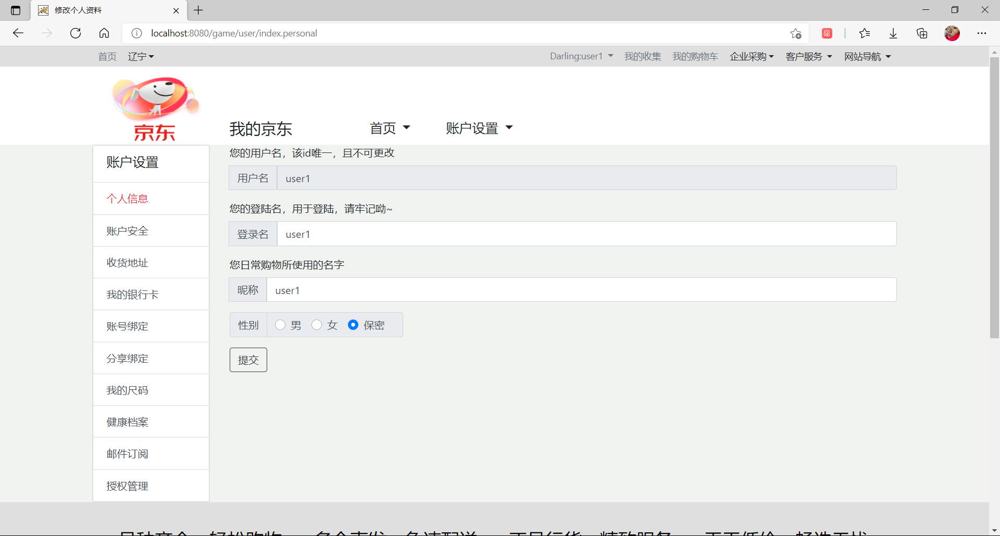 修改个人资料
localhost:8080/game/user/index.personal
惠
首页 辽宁 Darling:user1 我的收集 我的购物车 企业采购 客户服务 网站导航
京东
我的京东 首页 账户设置
账户设置
个人信息
账户安全
收货地址
我的银行卡
账号绑定
分享绑定
我的尺码
健康档案
邮件订阅
授权管理
您的用户名，该id唯一，且不可更改
用户名 user1
您的登陆名，用于登陆，请牢记呦~
登录名 user1
您日常购物所使用的名字
昵称 user1
性别 男 女 保密
提交